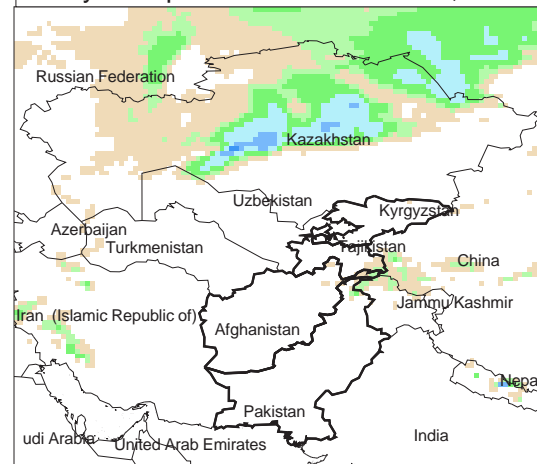 Russian Federation
Kazakhstan
Uzbekistan
Kyrgyzstan
Azerbaijan
Turkmenistan
Tajikistan
China
Jammu Kashmir
Iran (Islamic Republic of)
Afghanistan
Nepa
Pakistan
udi Arabia
United Arab Emirates
India